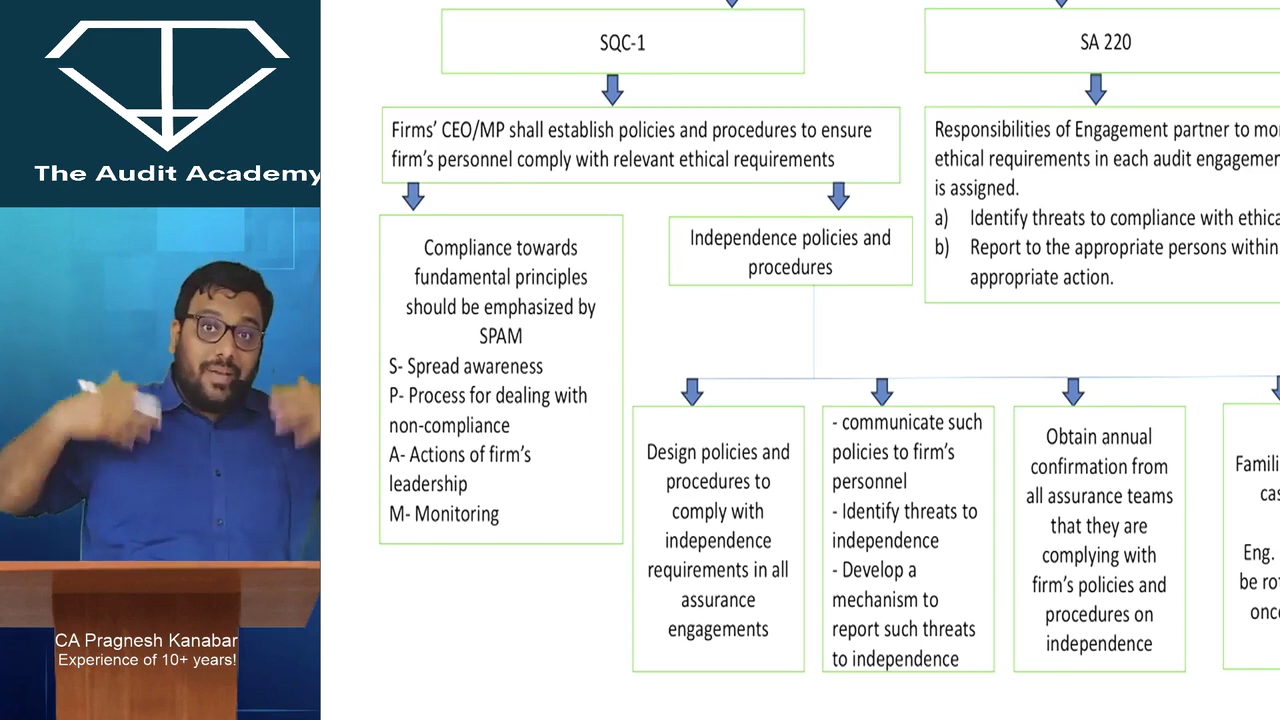 The Audit Academy
CA Pragnesh Kanabar
Experience of 10+ years!
SQC-1
SA 220
Firms' CEO/MP shall establish policies and procedures to ensure
firm's personnel comply with relevant ethical requirements
Responsibilities of Engagement partner to
ethical requirements in each audit
is assigned.
a) Identify threats to compliance with
b) Report to the appropriate persons within
appropriate action.
Compliance towards
fundamental principles
should be emphasized by
SPAM
S- Spread awareness
P- Process for dealing with
non-compliance
A- Actions of firm's
leadership
M- Monitoring
Independence policies and
procedures
Design policies and
procedures to
comply with
independence
requirements in all
assurance
engagements
- communicate such
policies to firm's
personnel
- Identify threats to
independence
- Develop a
mechanism to
report such threats
to independence
Obtain annual
confirmation from
all assurance teams
that they are
complying with
firm's policies and
procedures on
independence
Eng.
be